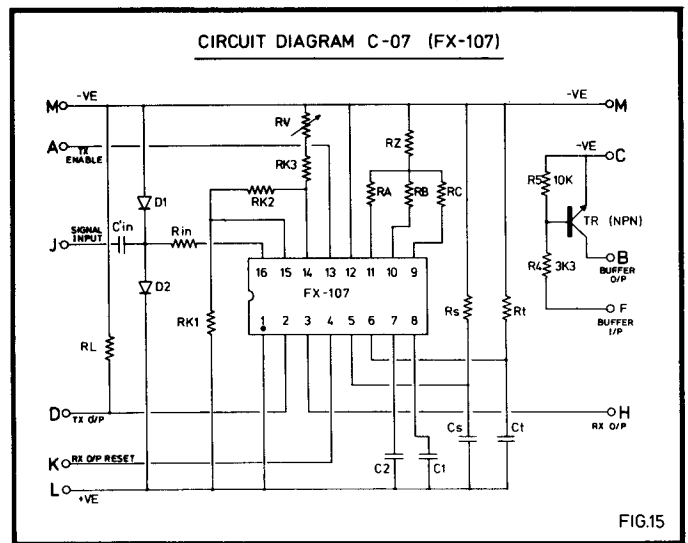 CIRCUIT DIAGRAM C-07 (FX-107)
M -VE -VE M
RV RZ
A TX ENABLE
-VE C
RK3
R5 10K
RK2 RA RB RC
D1
TR (NPN)
J SIGNAL INPUT C'in Rin
B BUFFER O/P
16 15 14 13 12 11 10 9
D2 FX-107 R4 3K3
Rs Rt
F BUFFER I/P
RK1 1 2 3 4 5 6 7 8
RL
D TX O/P H RX O/P
Cs Ct
K RX O/P RESET
C2 C1
L +VE
FIG.15